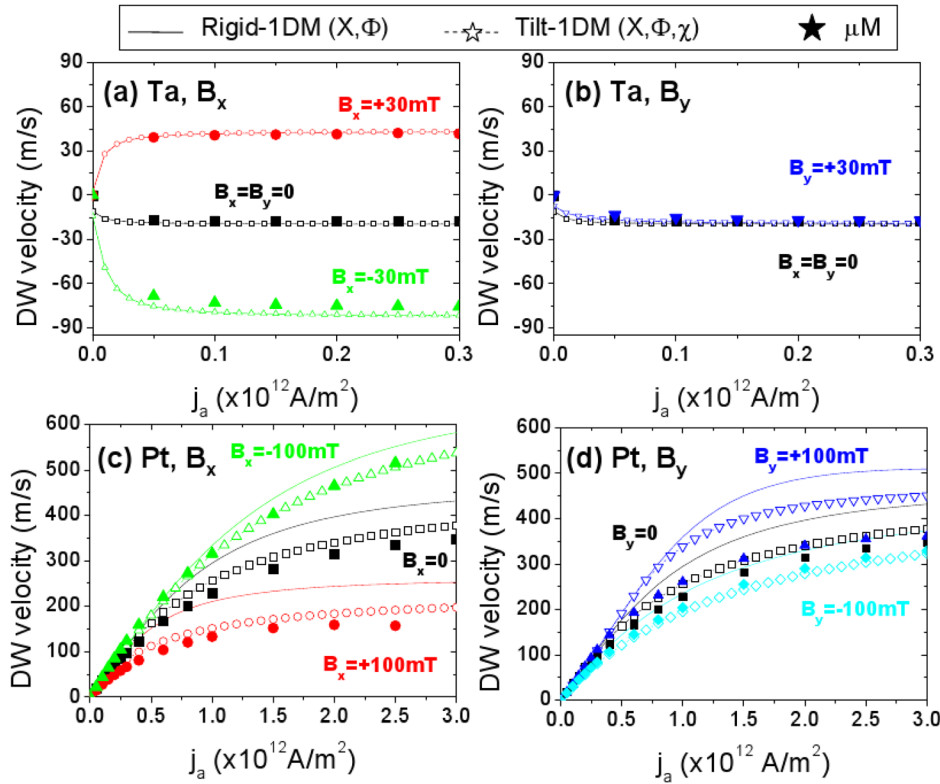 Rigid-1DM (X,Φ) Tilt-1DM (X,Φ,χ) μM
(a) Ta, Bx
Bx=+30mT
Bx=By=0
Bx=-30mT
90
60
30
0
-30
-60
-90
DW velocity (m/s)
0.0 0.1 0.2 0.3
ja (x10^12A/m^2)
(b) Ta, By
By=+30mT
Bx=By=0
90
60
30
0
-30
-60
-90
DW velocity (m/s)
0.0 0.1 0.2 0.3
ja (x10^12A/m^2)
(c) Pt, Bx
Bx=-100mT
Bx=0
Bx=+100mT
600
500
400
300
200
100
0
DW velocity (m/s)
0.0 0.5 1.0 1.5 2.0 2.5 3.0
ja (x10^12A/m^2)
(d) Pt, By
By=+100mT
By=0
By=-100mT
600
500
400
300
200
100
0
DW velocity (m/s)
0.0 0.5 1.0 1.5 2.0 2.5 3.0
ja (x10^12 A/m^2)